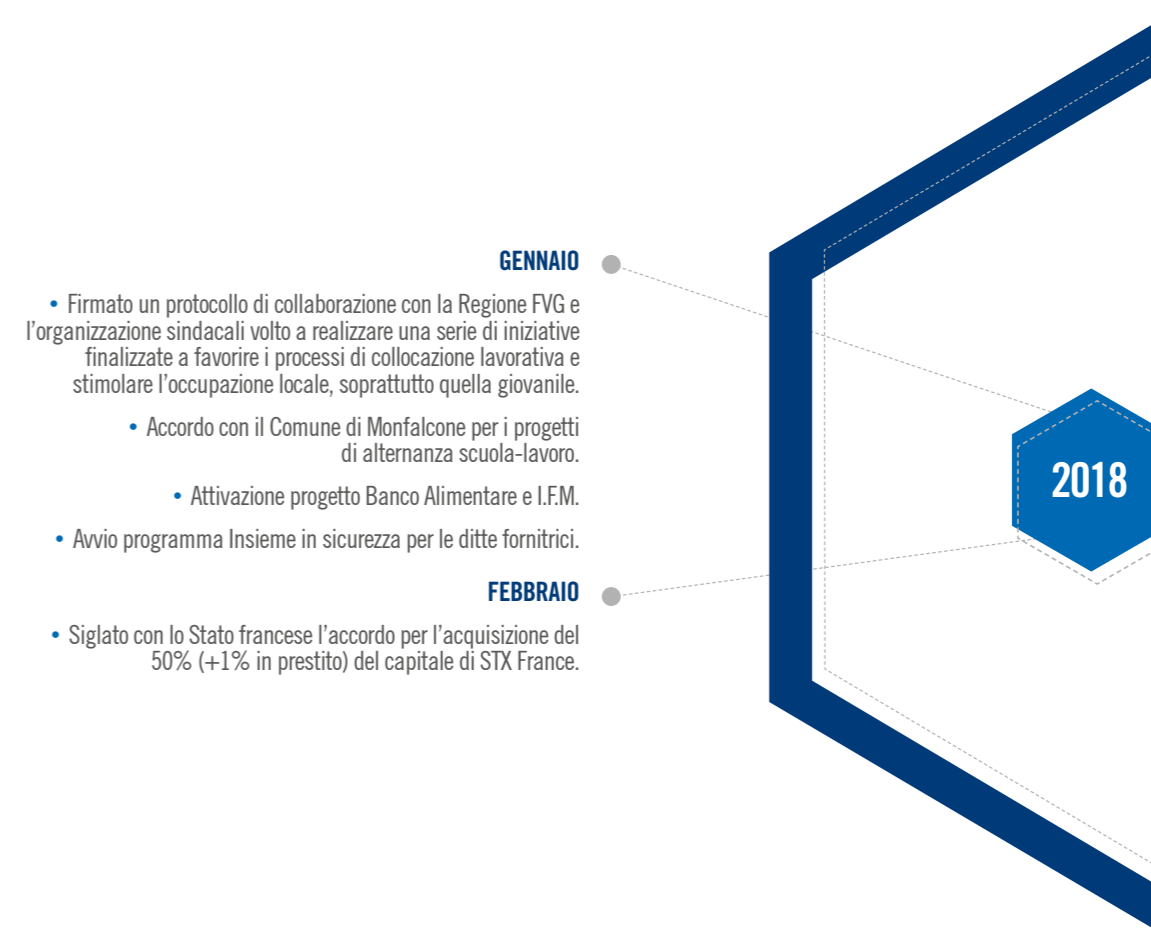 GENNAIO
• Firmato un protocollo di collaborazione con la Regione FVG e
l’organizzazione sindacali volto a realizzare una serie di iniziative
finalizzate a favorire i processi di collocazione lavorativa e
stimolare l’occupazione locale, soprattutto quella giovanile.
• Accordo con il Comune di Monfalcone per i progetti
di alternanza scuola-lavoro.
• Attivazione progetto Banco Alimentare e I.F.M.
• Avvio programma Insieme in sicurezza per le ditte fornitrici.
FEBBRAIO
• Siglato con lo Stato francese l’accordo per l’acquisizione del
50% (+1% in prestito) del capitale di STX France.
2018